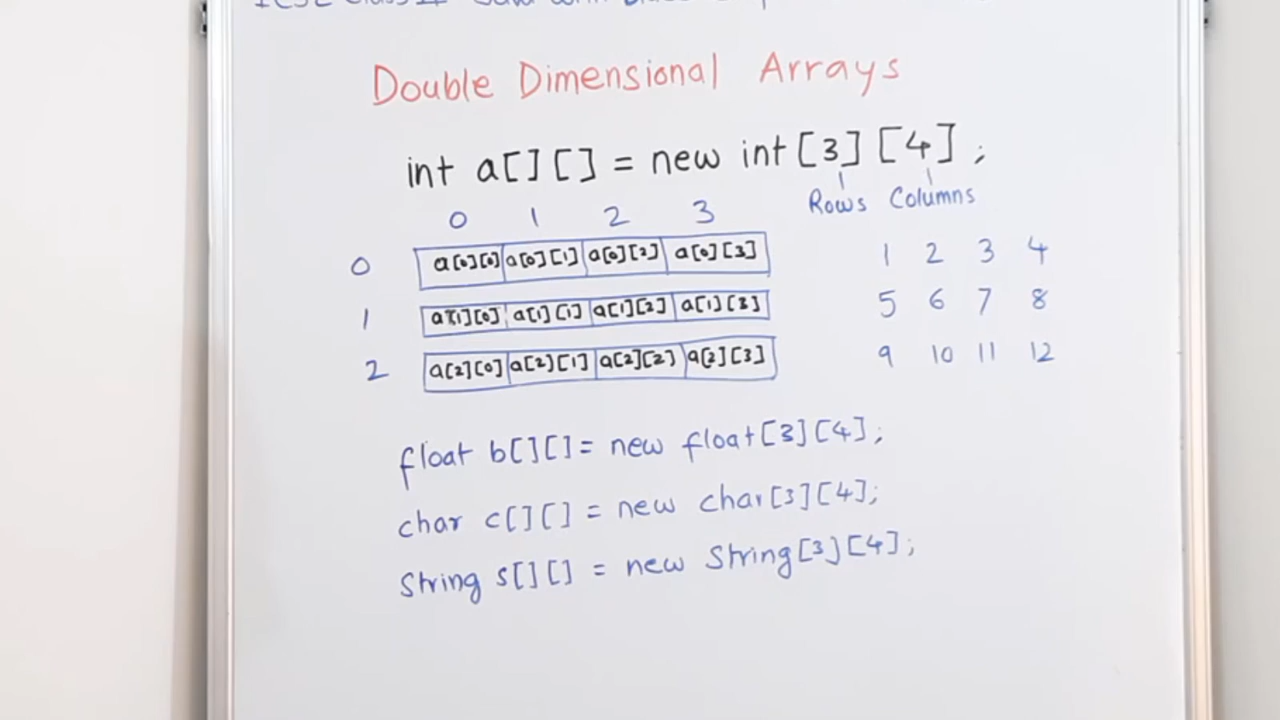 Double Dimensional Arrays
int a[][] = new int[3][4];
Rows Columns
0 1 2 3
0 a[0][0] a[0][1] a[0][2] a[0][3] 1 2 3 4
1 a[1][0] a[1][1] a[1][2] a[1][3] 5 6 7 8
2 a[2][0] a[2][1] a[2][2] a[2][3] 9 10 11 12
float b[][]= new float[3][4];
char c[][] = new char[3][4];
String s[][] = new String[3][4];